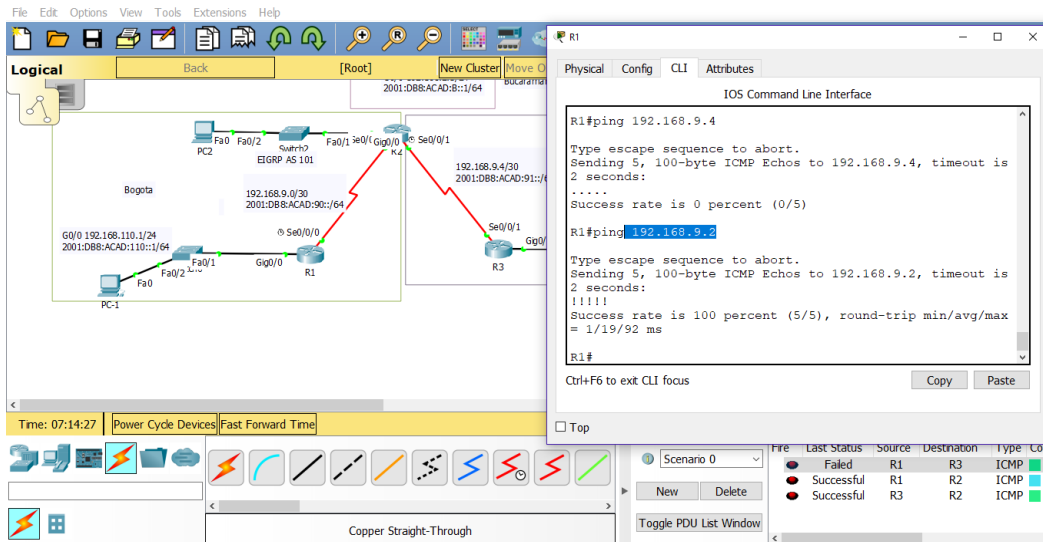 File Edit Options View Tools Extensions Help
Logical
Back
[Root]
New Cluster
Move O
2001:DB8:ACAD:B::1/64
PC2
Fa0
Fa0/2
Switch2
Fa0/1
Gig0/0
R2
Se0/0/1
EIGRP AS 101
Bogota
192.168.9.0/30
2001:DB8:ACAD:90::/64
192.168.9.4/30
2001:DB8:ACAD:91::/
G0/0 192.168.110.1/24
2001:DB8:ACAD:110::1/64
Se0/0/0
Fa0/1
Gig0/0
R1
Fa0/2
Fa0
PC-1
Se0/0/1
Gig0/
R3
R1
Physical Config CLI Attributes
IOS Command Line Interface
R1#ping 192.168.9.4
Type escape sequence to abort.
Sending 5, 100-byte ICMP Echos to 192.168.9.4, timeout is
2 seconds:
.....
Success rate is 0 percent (0/5)
R1#ping 192.168.9.2
Type escape sequence to abort.
Sending 5, 100-byte ICMP Echos to 192.168.9.2, timeout is
2 seconds:
!!!!!
Success rate is 100 percent (5/5), round-trip min/avg/max
= 1/19/92 ms
R1#
Ctrl+F6 to exit CLI focus
Copy
Paste
Top
Time: 07:14:27
Power Cycle Devices
Fast Forward Time
Copper Straight-Through
Scenario 0
New
Delete
Toggle PDU List Window
Fire Last Status Source Destination Type Co
Failed R1 R3 ICMP
Successful R1 R2 ICMP
Successful R3 R2 ICMP